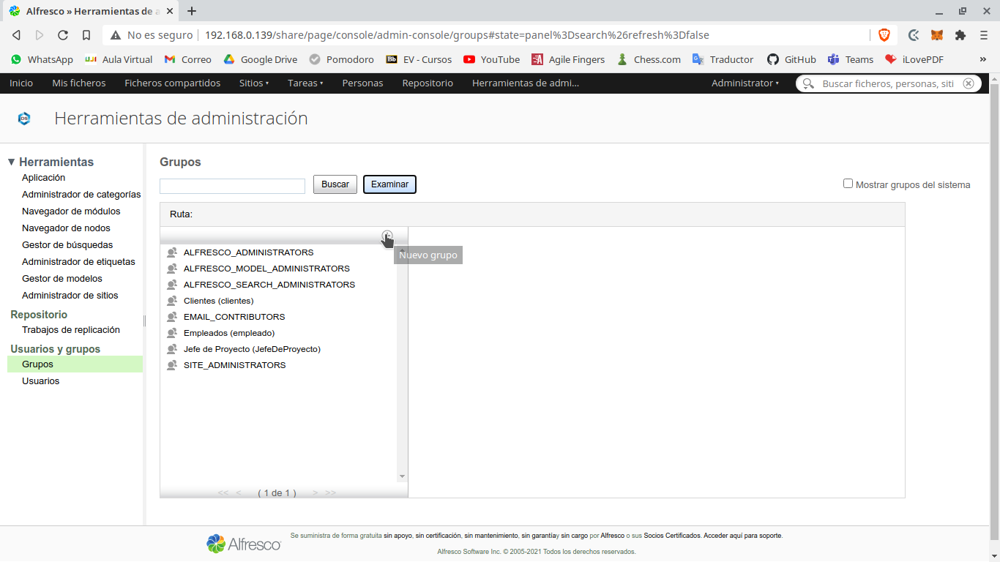 Alfresco » Herramientas de a
No es seguro 192.168.0.139/share/page/console/admin-console/groups#state=panel%3Dsearch%26refresh%3Dfalse
WhatsApp Aula Virtual Correo Google Drive Pomodoro Bb EV - Cursos YouTube Agile Fingers Chess.com Traductor GitHub Teams iLovePDF »
Inicio Mis ficheros Ficheros compartidos Sitios Tareas Personas Repositorio Herramientas de admi... Administrator Buscar ficheros, personas, siti
DS
Herramientas de administración
Herramientas
Aplicación
Administrador de categorías
Navegador de módulos
Navegador de nodos
Gestor de búsquedas
Administrador de etiquetas
Gestor de modelos
Administrador de sitios
Repositorio
Trabajos de replicación
Usuarios y grupos
Grupos
Usuarios
Grupos
Buscar Examinar
Mostrar grupos del sistema
Ruta:
Nuevo grupo
ALFRESCO_ADMINISTRATORS
ALFRESCO_MODEL_ADMINISTRATORS
ALFRESCO_SEARCH_ADMINISTRATORS
Clientes (clientes)
EMAIL_CONTRIBUTORS
Empleados (empleado)
Jefe de Proyecto (JefeDeProyecto)
SITE_ADMINISTRATORS
<< < ( 1 de 1 ) > >>
Alfresco
Se suministra de forma gratuita sin apoyo, sin certificación, sin mantenimiento, sin garantíay sin cargo por Alfresco o sus Socios Certificados. Acceder aquí para soporte.
Alfresco Software Inc. © 2005-2021 Todos los derechos reservados.